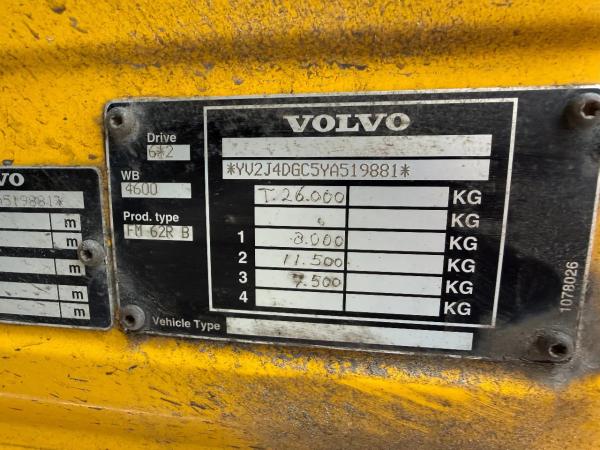 VOLVO
Drive
6*2
*YV2J4DGC5YA519881*
WB
4600
T.26.000 KG
KG
Prod. type
FM 62R B
1 8.000 KG
2 11.500 KG
3 7.500 KG
4 KG
Vehicle Type
1078026
VO
A519881*
m
m
m
m
m